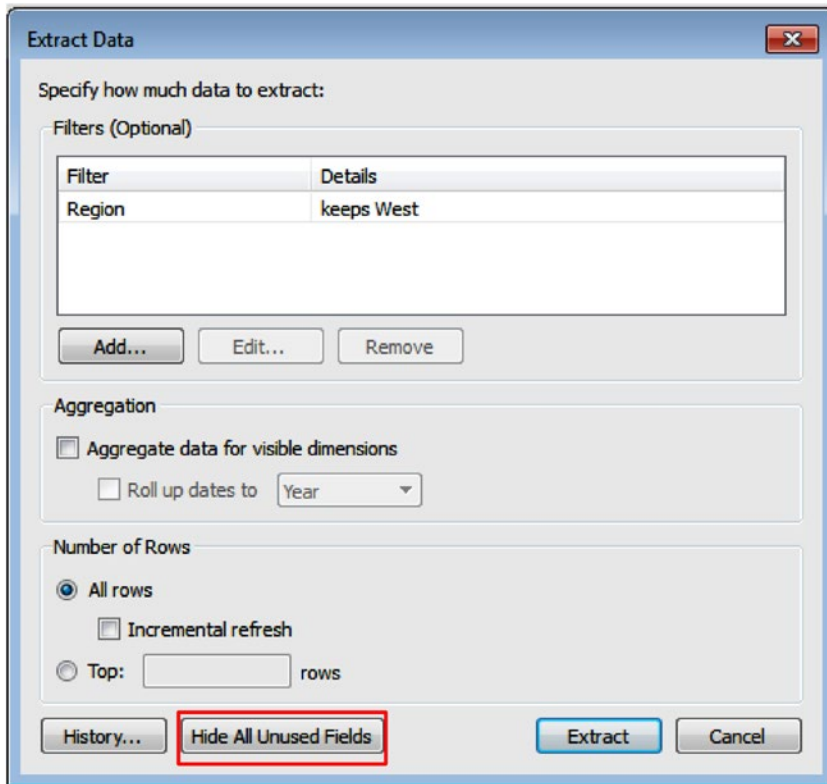 Extract Data
Specify how much data to extract:
Filters (Optional)
Filter Details
Region keeps West
Add... Edit... Remove
Aggregation
Aggregate data for visible dimensions
Roll up dates to Year
Number of Rows
All rows
Incremental refresh
Top: rows
History... Hide All Unused Fields Extract Cancel